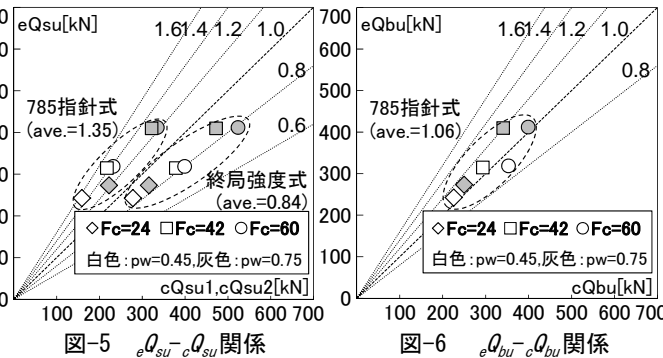 eQsu[kN]
1.6 1.4 1.2 1.0
0.8
0.6
785指針式
(ave.=1.35)
終局強度式
(ave.=0.84)
◇Fc=24 □Fc=42 ○Fc=60
白色:pw=0.45,灰色:pw=0.75
cQsu1,cQsu2[kN]
100 200 300 400 500 600 700
図-5 eQsu-cQsu関係
eQbu[kN]
700
600
500
400
300
200
100
0
1.6 1.4 1.2 1.0
0.8
785指針式
(ave.=1.06)
◇Fc=24 □Fc=42 ○Fc=60
白色:pw=0.45,灰色:pw=0.75
cQbu[kN]
0 100 200 300 400 500 600 700
図-6 eQbu-cQbu関係